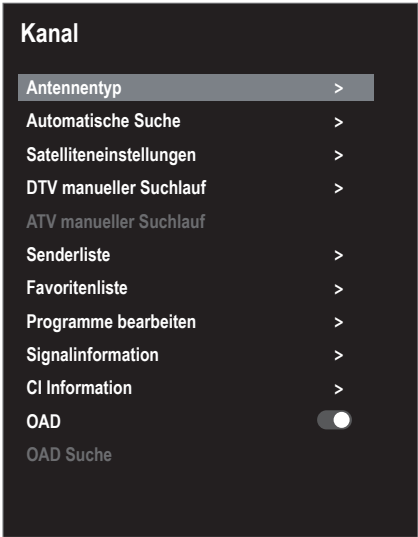 Kanal
Antennentyp >
Automatische Suche >
Satelliteneinstellungen >
DTV manueller Suchlauf >
ATV manueller Suchlauf
Senderliste >
Favoritenliste >
Programme bearbeiten >
Signalinformation >
CI Information >
OAD
OAD Suche